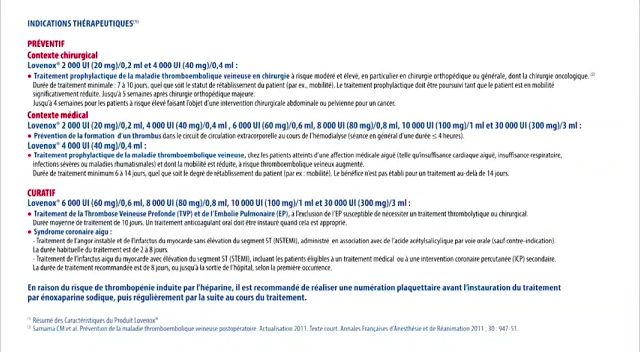 INDICATIONS THÉRAPEUTIQUES(1)
PRÉVENTIF
Contexte chirurgical
Lovenox® 2 000 UI (20 mg)/0,2 ml et 4 000 UI (40 mg)/0,4 ml :
• Traitement prophylactique de la maladie thromboembolique veineuse en chirurgie à risque modéré et élevé, en particulier en chirurgie orthopédique ou générale, dont la chirurgie oncologique. (2)
Durée de traitement minimale : 7 à 10 jours, quel que soit le statut de rétablissement du patient (par ex., mobilité). Le traitement prophylactique doit être poursuivi tant que le patient est en mobilité
significativement réduite. Jusqu'à 5 semaines après chirurgie orthopédique majeure.
Jusqu'à 4 semaines pour les patients à risque élevé faisant l'objet d'une intervention chirurgicale abdominale ou pelvienne pour un cancer.
Contexte médical
Lovenox® 2 000 UI (20 mg)/0,2 ml, 4 000 UI (40 mg)/0,4 ml , 6 000 UI (60 mg)/0,6 ml, 8 000 UI (80 mg)/0,8 ml, 10 000 UI (100 mg)/1 ml et 30 000 UI (300 mg)/3 ml :
• Prévention de la formation d'un thrombus dans le circuit de circulation extracorporelle au cours de l'hémodialyse (séance en général d'une durée ≤ 4 heures).
Lovenox® 4 000 UI (40 mg)/0,4 ml :
• Traitement prophylactique de la maladie thromboembolique veineuse, chez les patients atteints d'une affection médicale aiguë (telle qu'insuffisance cardiaque aiguë, insuffisance respiratoire,
infections sévères ou maladies rhumatismales) et dont la mobilité est réduite, à risque thromboembolique veineux augmenté.
Durée de traitement minimum 6 à 14 jours, quel que soit le degré de rétablissement du patient (par ex : mobilité). Le bénéfice n'est pas établi pour un traitement au-delà de 14 jours.
CURATIF
Lovenox® 6 000 UI (60 mg)/0,6 ml, 8 000 UI (80 mg)/0,8 ml, 10 000 UI (100 mg)/1 ml et 30 000 UI (300 mg)/3 ml :
• Traitement de la Thrombose Veineuse Profonde (TVP) et de l'Embolie Pulmonaire (EP), à l'exclusion de l'EP susceptible de nécessiter un traitement thrombolytique ou chirurgical.
Durée moyenne de traitement de 10 jours. Un traitement anticoagulant oral doit être instauré quand cela est approprié.
• Syndrome coronaire aigu :
- Traitement de l'angor instable et de l'infarctus du myocarde sans élévation du segment ST (NSTEMI), administré en association avec de l'acide acétylsalicylique par voie orale (sauf contre-indication).
La durée habituelle du traitement est de 2 à 8 jours.
- Traitement de l'infarctus aigu du myocarde avec élévation du segment ST (STEMI), incluant les patients éligibles à un traitement médical ou à une intervention coronaire percutanée (ICP) secondaire.
La durée de traitement recommandée est de 8 jours, ou jusqu'à la sortie de l'hôpital, selon la première occurrence.
En raison du risque de thrombopénie induite par l'héparine, il est recommandé de réaliser une numération plaquettaire avant l'instauration du traitement
par énoxaparine sodique, puis régulièrement par la suite au cours du traitement.
(1) Résumé des Caractéristiques du Produit Lovenox®
(2) Samama CM et al. Prévention de la maladie thromboembolique veineuse postopératoire. Actualisation 2011. Texte court. Annales Françaises d'Anesthésie et de Réanimation 2011 ; 30 : 947-51.